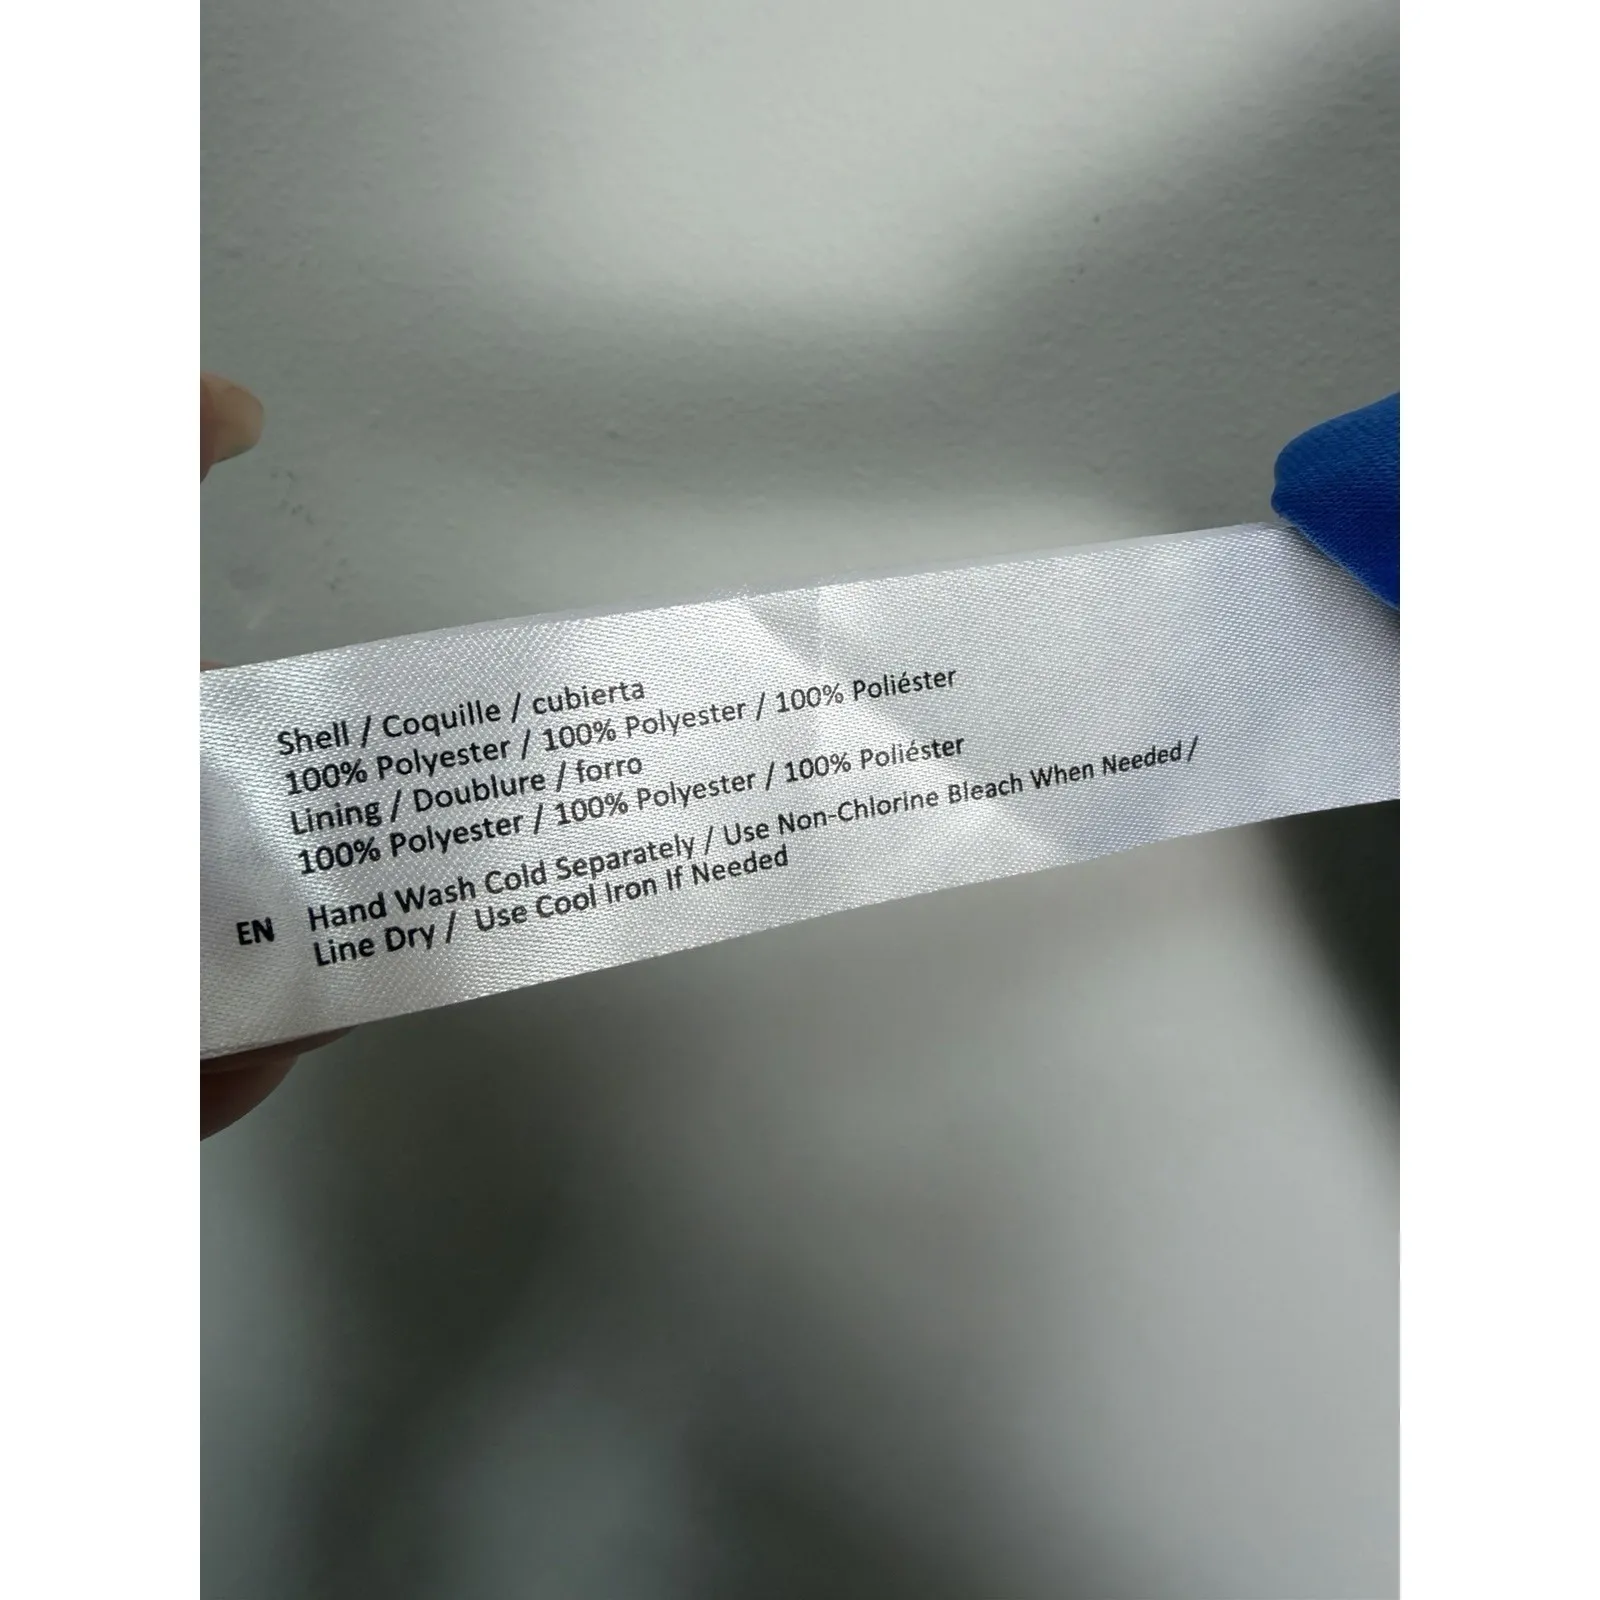 Shell / Coquille / cubierta
100% Polyester / 100% Polyester / 100% Poliéster
Lining / Doublure / forro
100% Polyester / 100% Polyester / 100% Poliéster
EN Hand Wash Cold Separately / Use Non-Chlorine Bleach When Needed /
Line Dry / Use Cool Iron If Needed